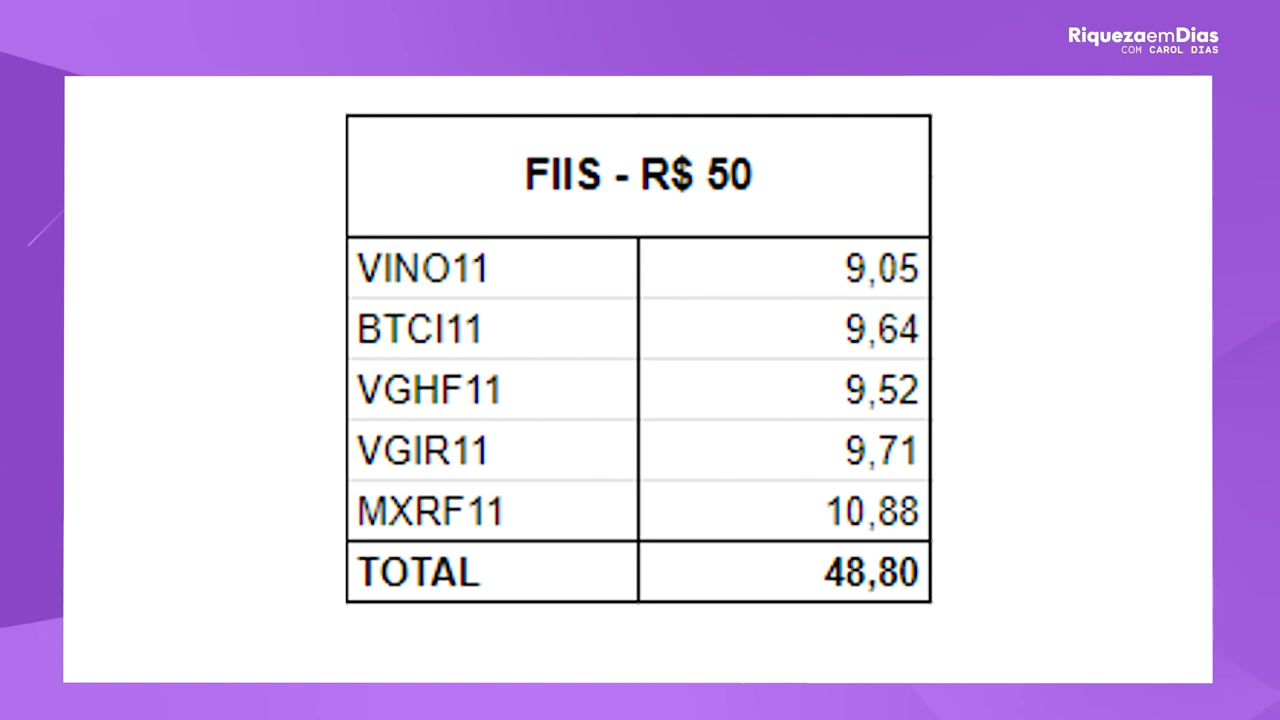 RiquezaemDias
COM CAROL DIAS
FIIS - R$ 50
VINO11 9,05
BTCI11 9,64
VGHF11 9,52
VGIR11 9,71
MXRF11 10,88
TOTAL 48,80